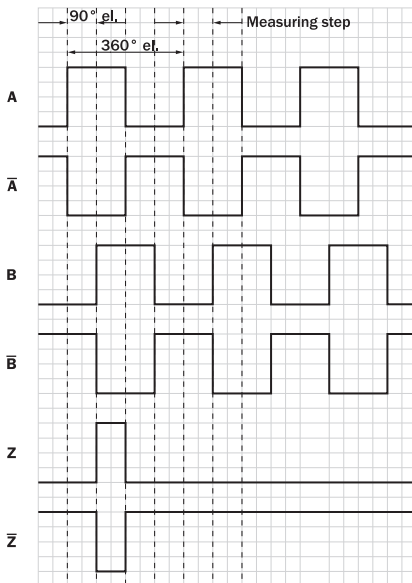 90° el.
Measuring step
360° el.
A
A̅
B
B̅
Z
Z̅